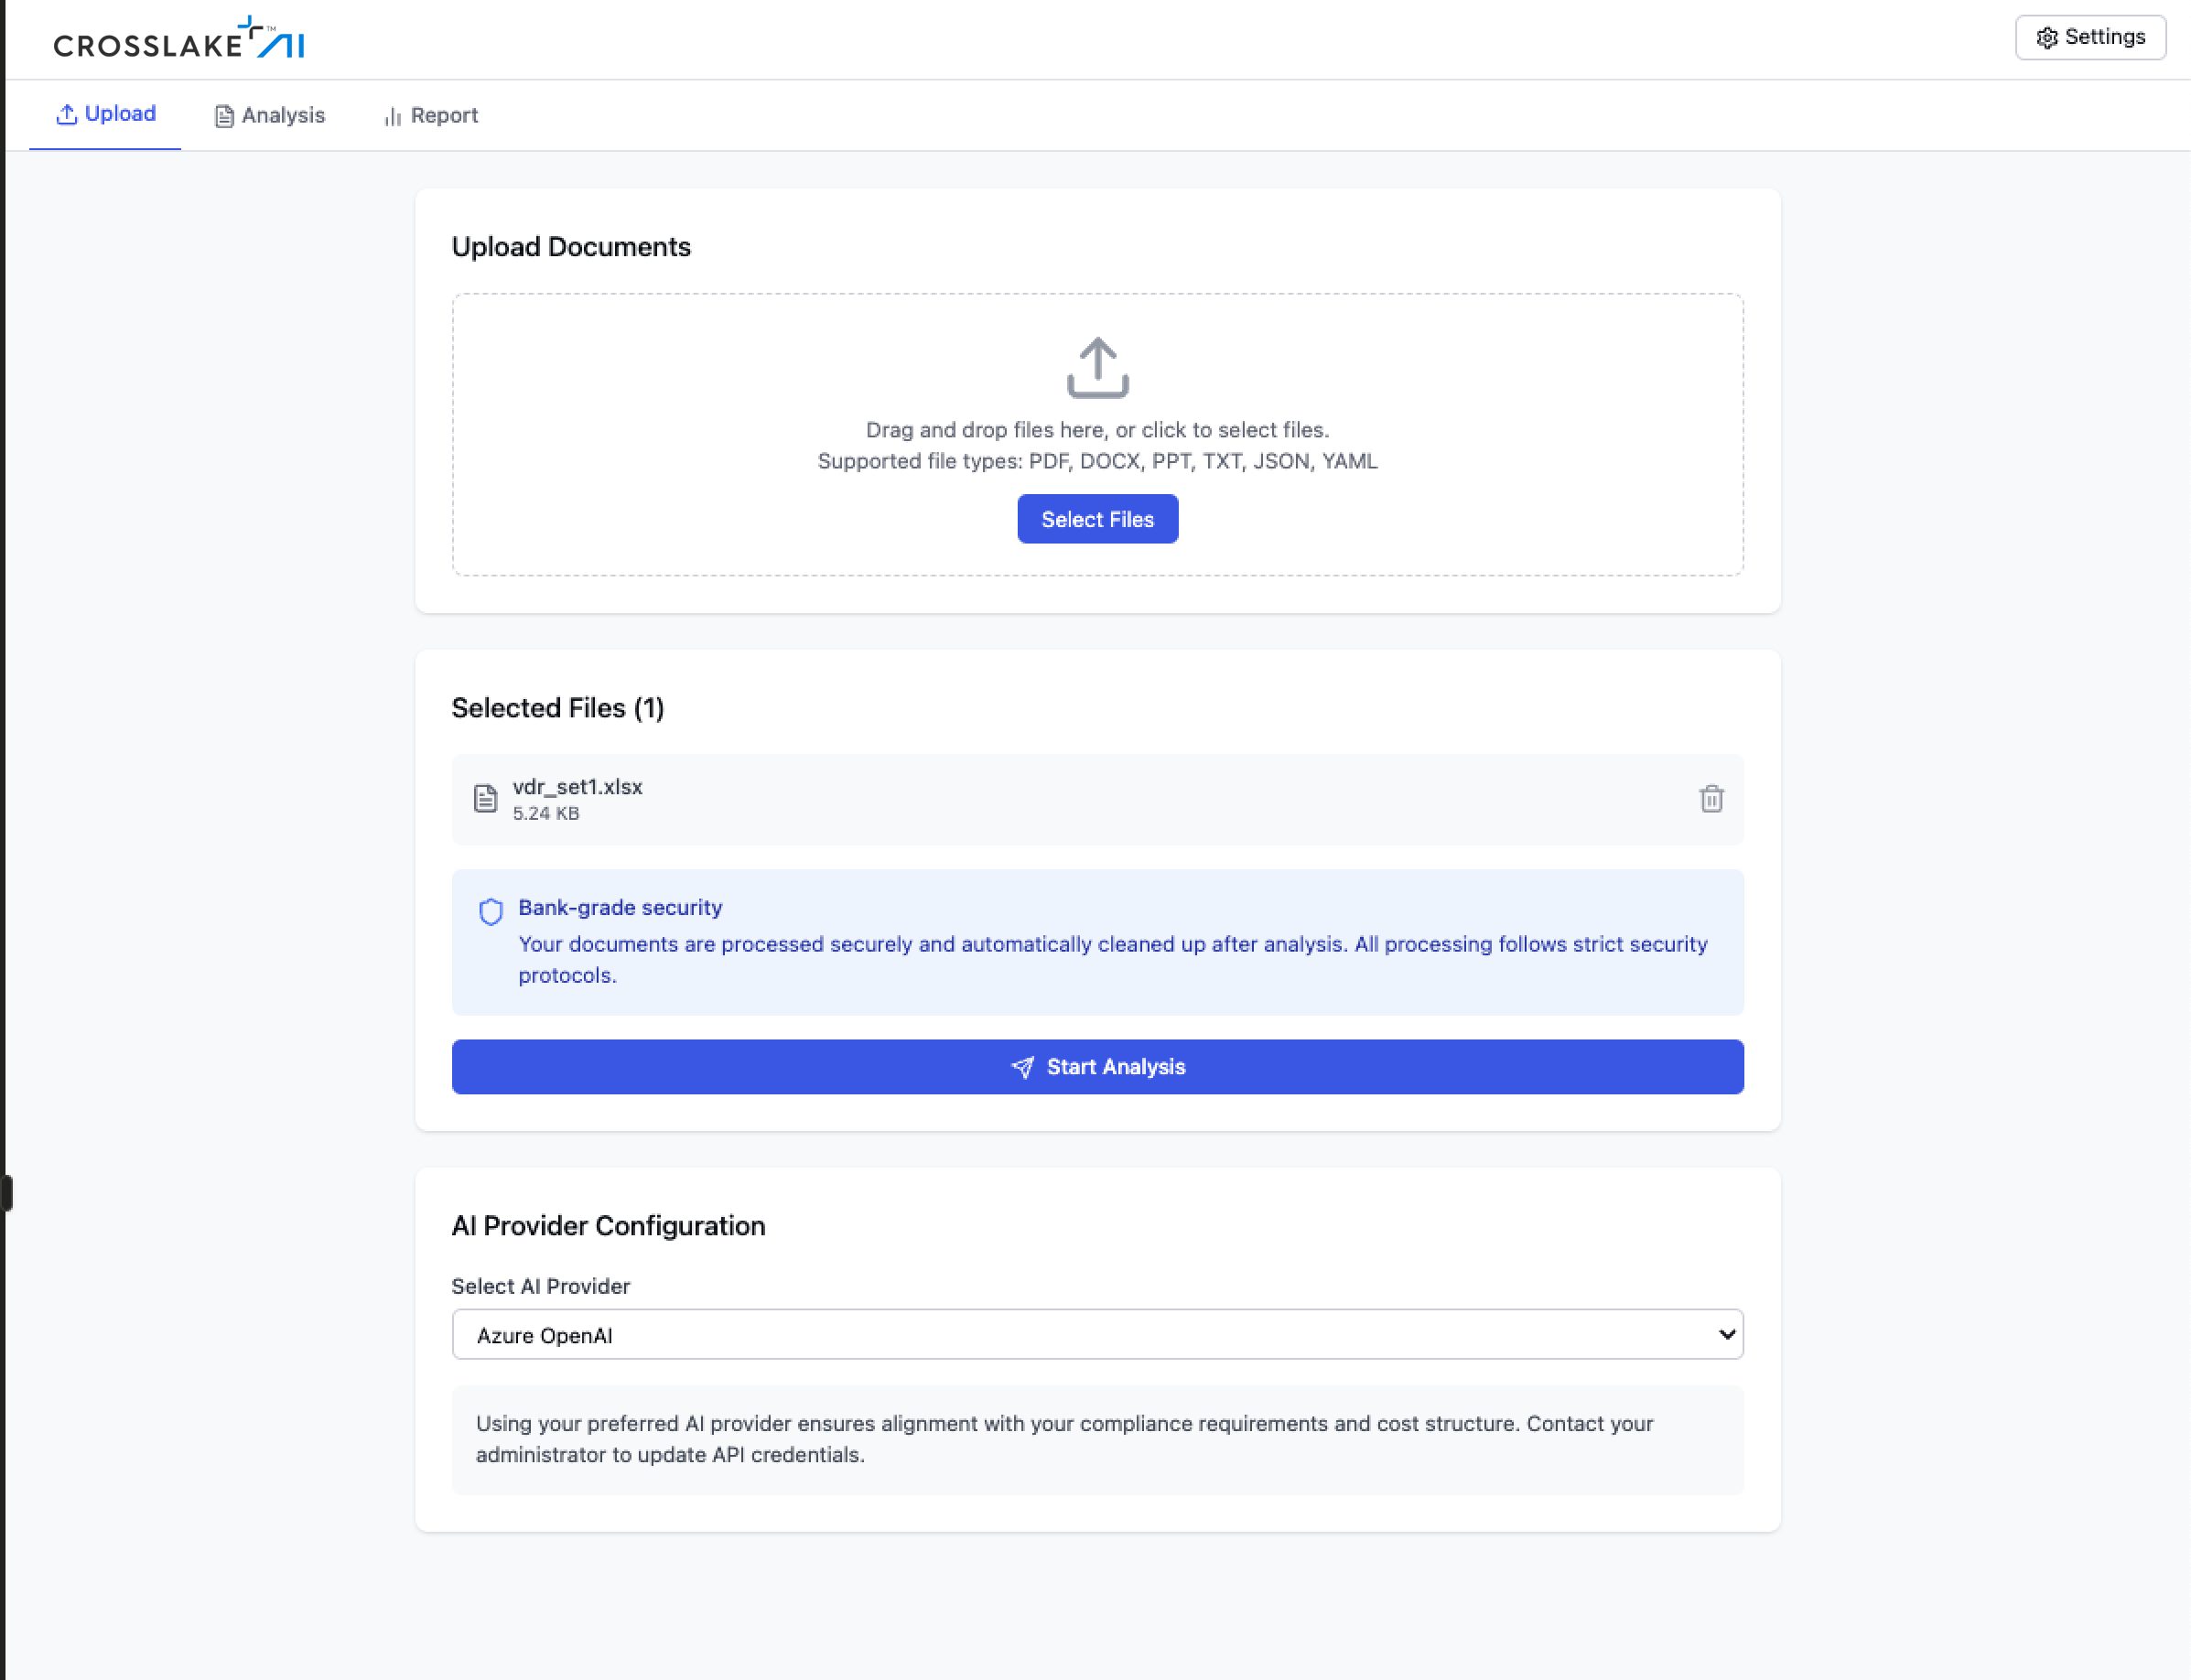 CROSSLAKE AI ™
Settings
Upload
Analysis
Report
Upload Documents
Drag and drop files here, or click to select files.
Supported file types: PDF, DOCX, PPT, TXT, JSON, YAML
Select Files
Selected Files (1)
vdr_set1.xlsx
5.24 KB
Bank-grade security
Your documents are processed securely and automatically cleaned up after analysis. All processing follows strict security
protocols.
Start Analysis
AI Provider Configuration
Select AI Provider
Azure OpenAI
Using your preferred AI provider ensures alignment with your compliance requirements and cost structure. Contact your
administrator to update API credentials.